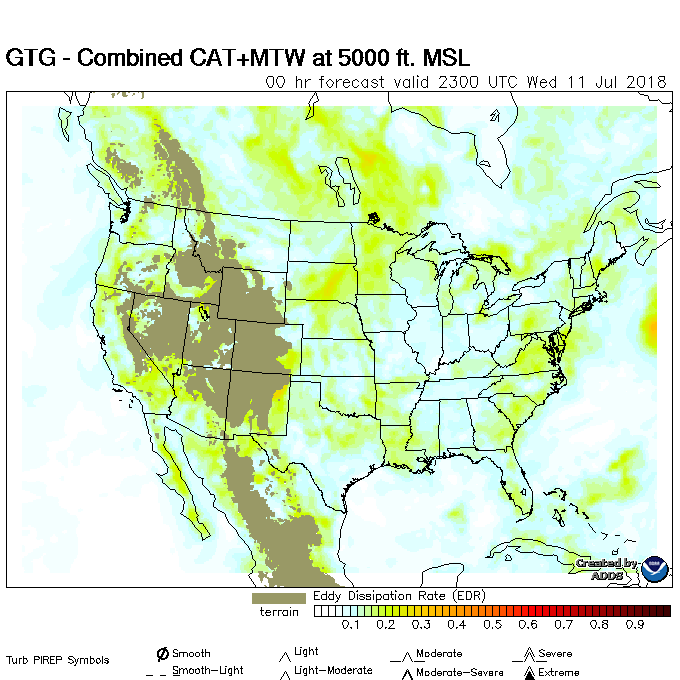 GTG - Combined CAT+MTW at 5000 ft. MSL
00 hr forecast valid 2300 UTC Wed 11 Jul 2018
Created by
ADDS
Eddy Dissipation Rate (EDR)
terrain
0.1 0.2 0.3 0.4 0.5 0.6 0.7 0.8 0.9
Turb PIREP Symbols
Smooth Light Moderate Severe
Smooth-Light Light-Moderate Moderate-Severe Extreme